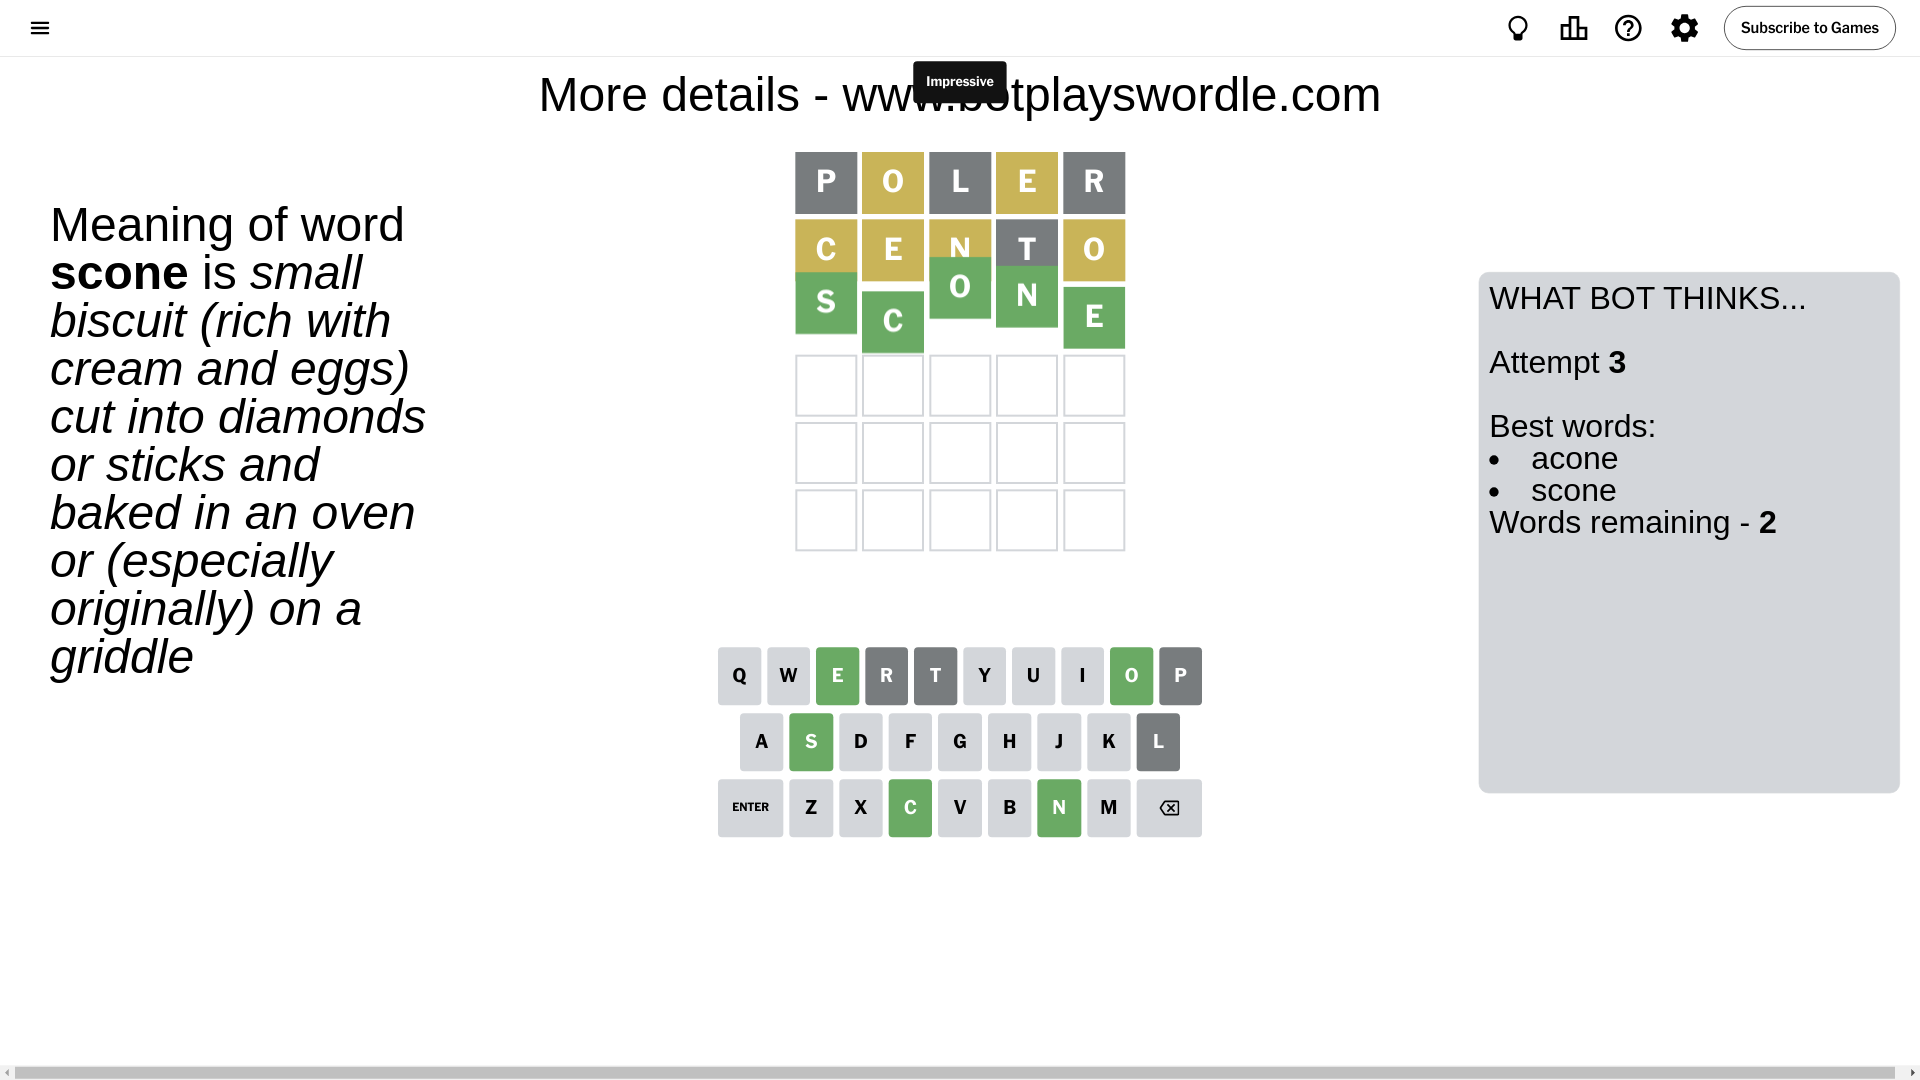 Subscribe to Games
Impressive
More details - www.botplayswordle.com
Meaning of word
scone is small
biscuit (rich with
cream and eggs)
cut into diamonds
or sticks and
baked in an oven
or (especially
originally) on a
griddle
P O L E R
C E N T O
S C O N E
WHAT BOT THINKS...
Attempt 3
Best words:
• acone
• scone
Words remaining - 2
Q W E R T Y U I O P
A S D F G H J K L
ENTER Z X C V B N M